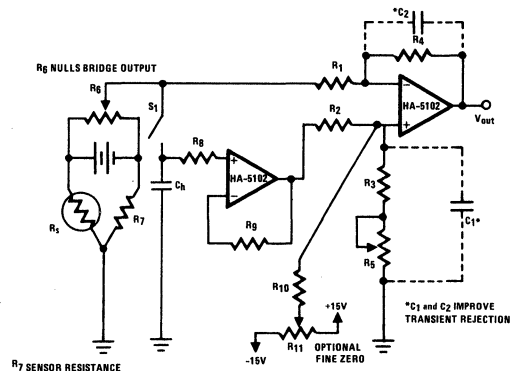 *C2
R4
R6 NULLS BRIDGE OUTPUT
R1
R6
S1
R2
HA-5102
Vout
R8
HA-5102
Ch
R3
C1*
Rs
R7
R9
R5
R10
+15V
*C1 and C2 IMPROVE
TRANSIENT REJECTION
-15V
R11
OPTIONAL
FINE ZERO
R7 SENSOR RESISTANCE